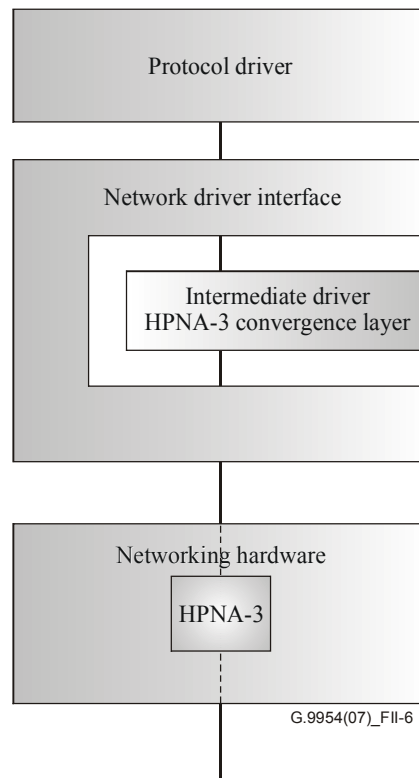 Protocol driver
Network driver interface
Intermediate driver
HPNA-3 convergence layer
Networking hardware
HPNA-3
G.9954(07)_FII-6